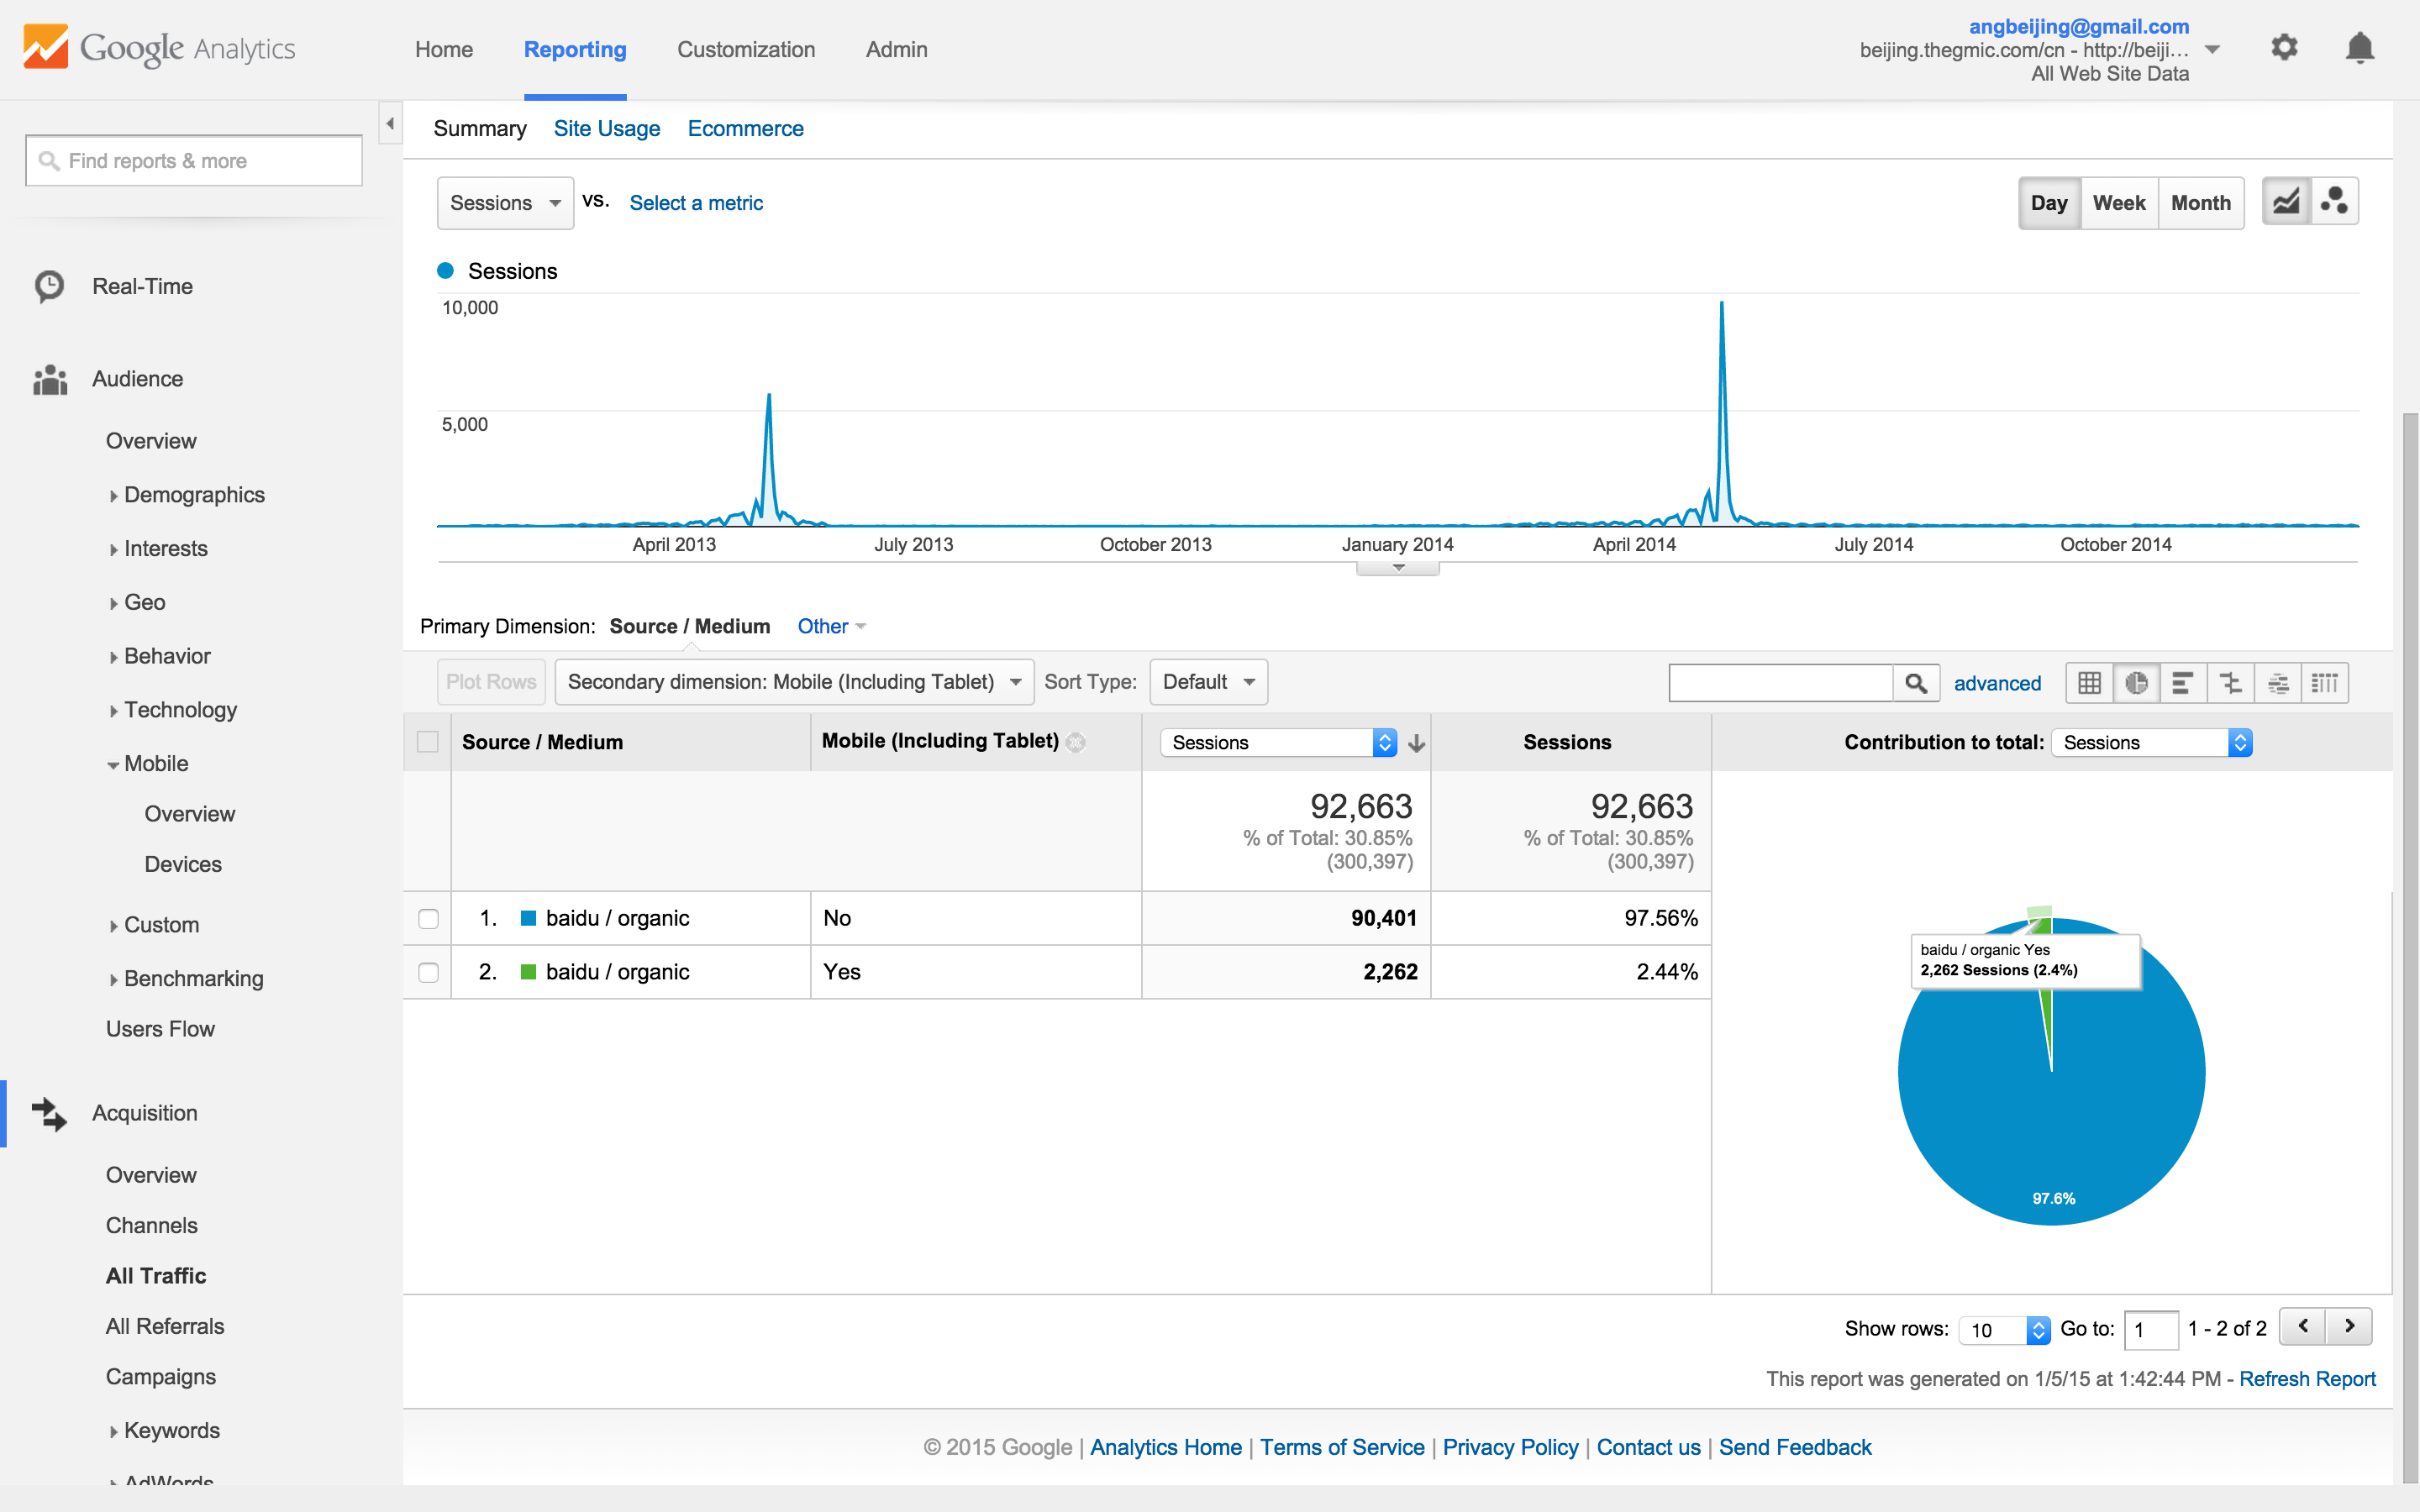 Google Analytics
Home Reporting Customization Admin
angbeijing@gmail.com
beijing.thegmic.com/cn - http://beiji...
All Web Site Data
Find reports & more
Real-Time
Audience
Overview
Demographics
Interests
Geo
Behavior
Technology
Mobile
Overview
Devices
Custom
Benchmarking
Users Flow
Acquisition
Overview
Channels
All Traffic
All Referrals
Campaigns
Keywords
AdWords
Summary Site Usage Ecommerce
Sessions vs. Select a metric
Day Week Month
Sessions
10,000
5,000
April 2013 July 2013 October 2013 January 2014 April 2014 July 2014 October 2014
Primary Dimension: Source / Medium Other
Plot Rows Secondary dimension: Mobile (Including Tablet) Sort Type: Default advanced
Source / Medium Mobile (Including Tablet) Sessions Sessions Contribution to total: Sessions
92,663 92,663
% of Total: 30.85% % of Total: 30.85%
(300,397) (300,397)
1. baidu / organic No 90,401 97.56%
2. baidu / organic Yes 2,262 2.44%
baidu / organic Yes
2,262 Sessions (2.4%)
97.6%
Show rows: 10 Go to: 1 1 - 2 of 2
This report was generated on 1/5/15 at 1:42:44 PM - Refresh Report
© 2015 Google | Analytics Home | Terms of Service | Privacy Policy | Contact us | Send Feedback